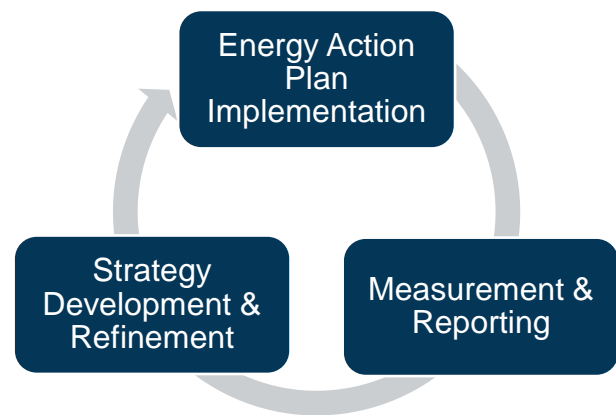 Energy Action
Plan
Implementation
Strategy
Development &
Refinement
Measurement &
Reporting